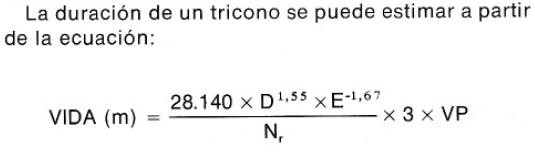 La duración de un tricono se puede estimar a partir
de la ecuación:
VIDA (m) = \frac{28.140 × D^{1,55} × E^{-1,67}}{N_r} × 3 × VP